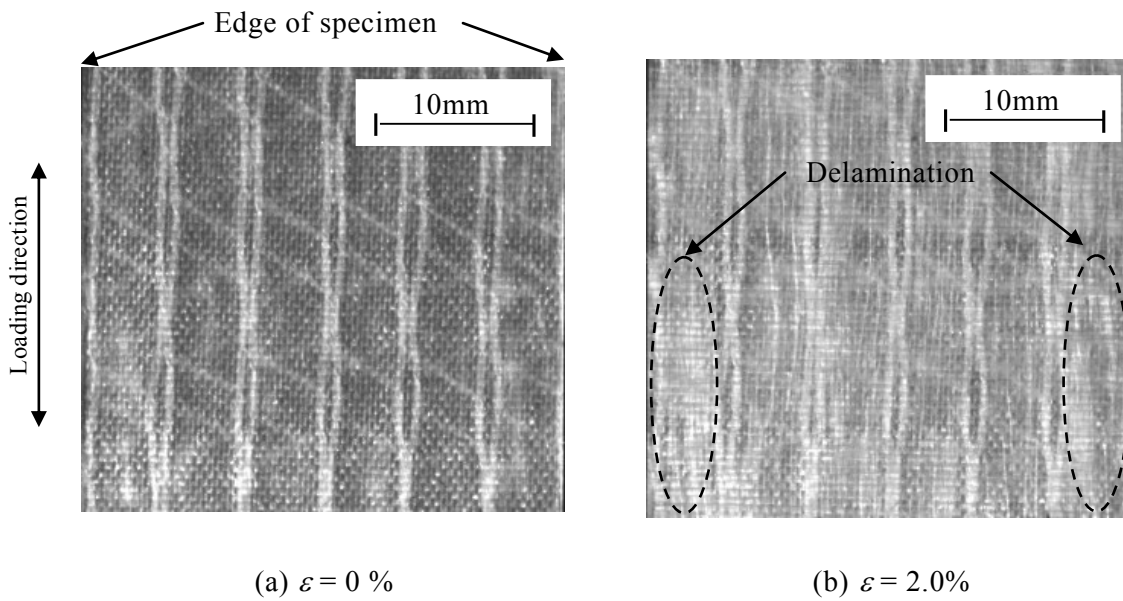 Edge of specimen
10mm
10mm
Loading direction
Delamination
(a) ε = 0 %
(b) ε = 2.0%